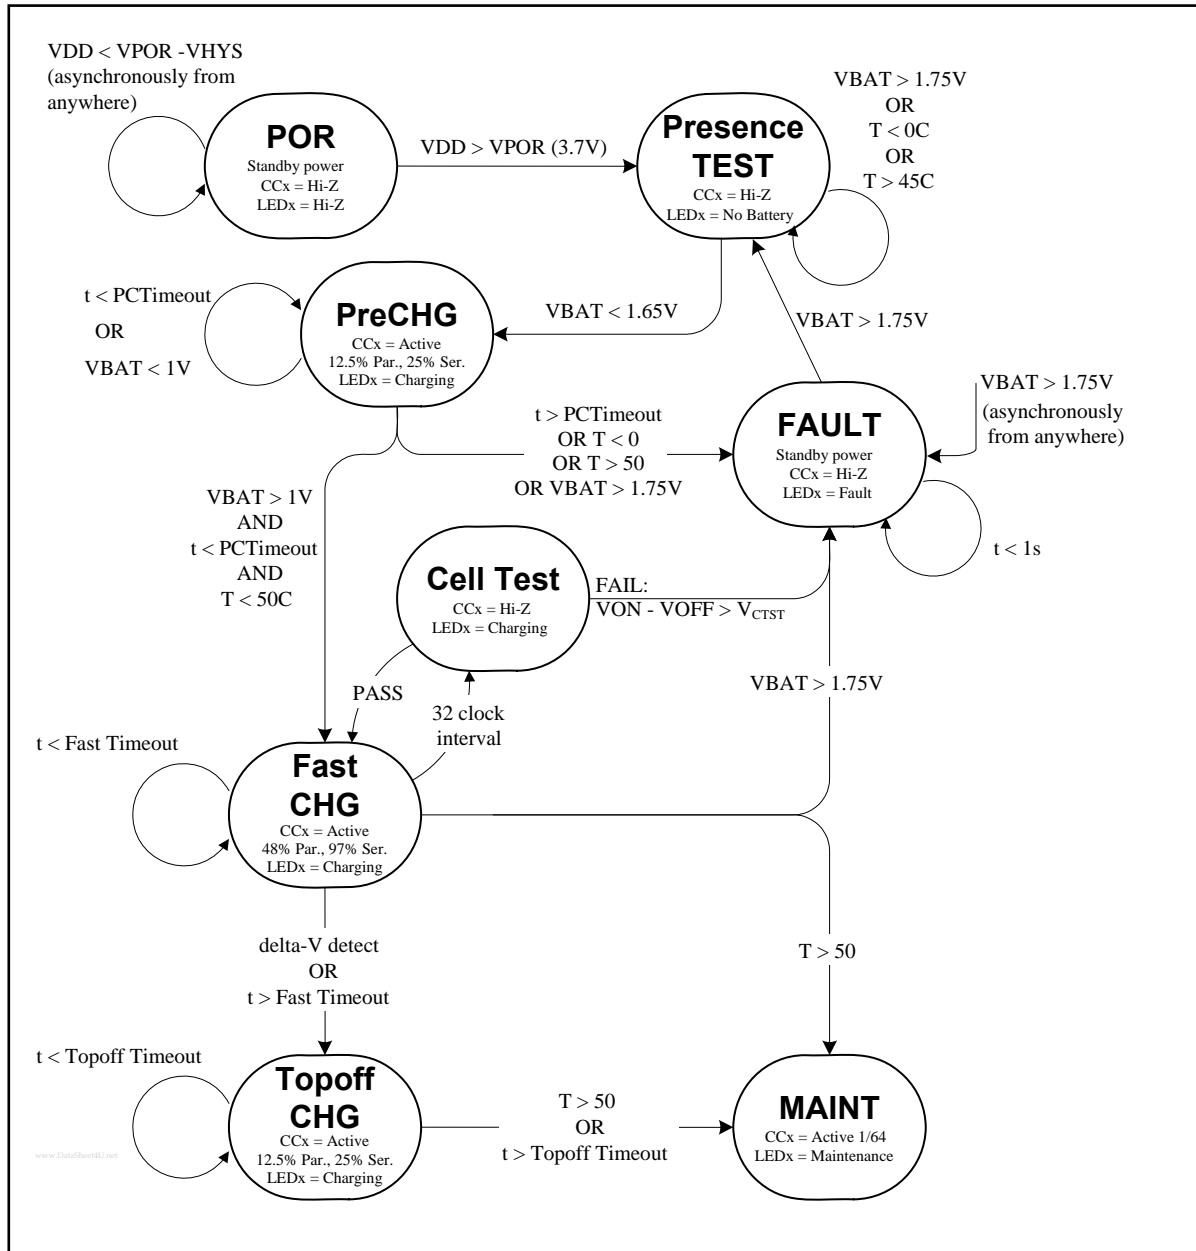 VDD < VPOR -VHYS
(asynchronously from
anywhere)
POR
Standby power
CCx = Hi-Z
LEDx = Hi-Z
VDD > VPOR (3.7V)
Presence
TEST
CCx = Hi-Z
LEDx = No Battery
VBAT > 1.75V
OR
T < 0C
OR
T > 45C
t < PCTimeout
OR
VBAT < 1V
PreCHG
CCx = Active
12.5% Par., 25% Ser.
LEDx = Charging
VBAT < 1.65V
VBAT > 1.75V
VBAT > 1.75V
(asynchronously
from anywhere)
t > PCTimeout
OR T < 0
OR T > 50
OR VBAT > 1.75V
FAULT
Standby power
CCx = Hi-Z
LEDx = Fault
t < 1s
VBAT > 1V
AND
t < PCTimeout
AND
T < 50C
Cell Test
CCx = Hi-Z
LEDx = Charging
FAIL:
VON - VOFF > VCTST
PASS
32 clock
interval
VBAT > 1.75V
t < Fast Timeout
Fast
CHG
CCx = Active
48% Par., 97% Ser.
LEDx = Charging
delta-V detect
OR
t > Fast Timeout
T > 50
t < Topoff Timeout
Topoff
CHG
CCx = Active
12.5% Par., 25% Ser.
LEDx = Charging
T > 50
OR
t > Topoff Timeout
MAINT
CCx = Active 1/64
LEDx = Maintenance
www.DataSheet4U.net